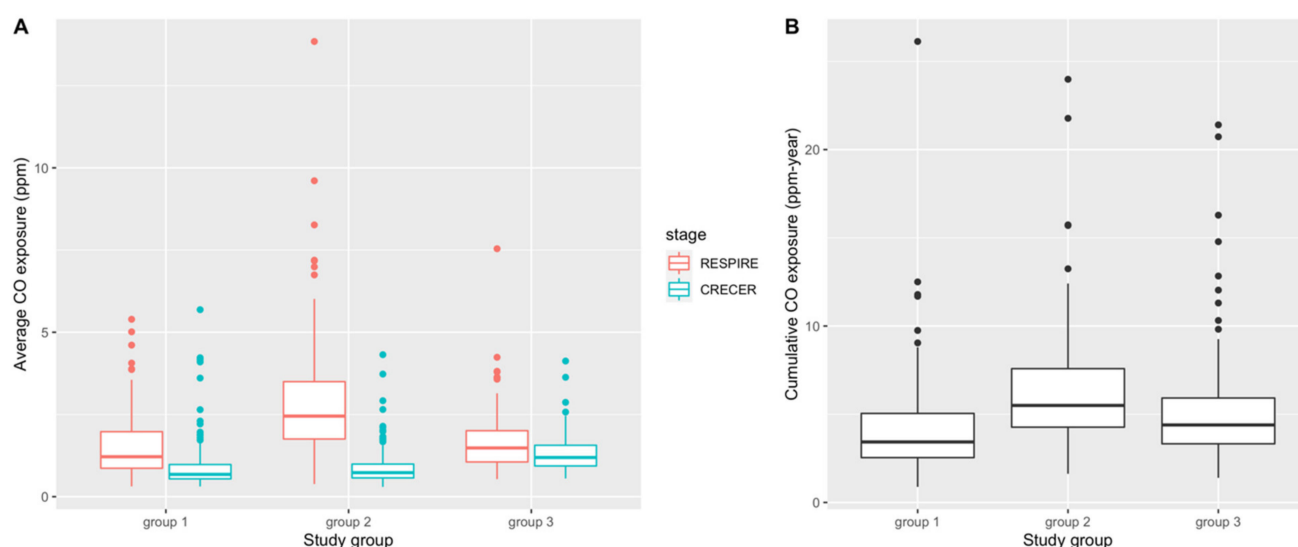 A
Average CO exposure (ppm)
10
5
0
group 1
group 2
group 3
Study group
stage
RESPIRE
CRECER
B
Cumulative CO exposure (ppm-year)
20
10
0
group 1
group 2
group 3
Study group